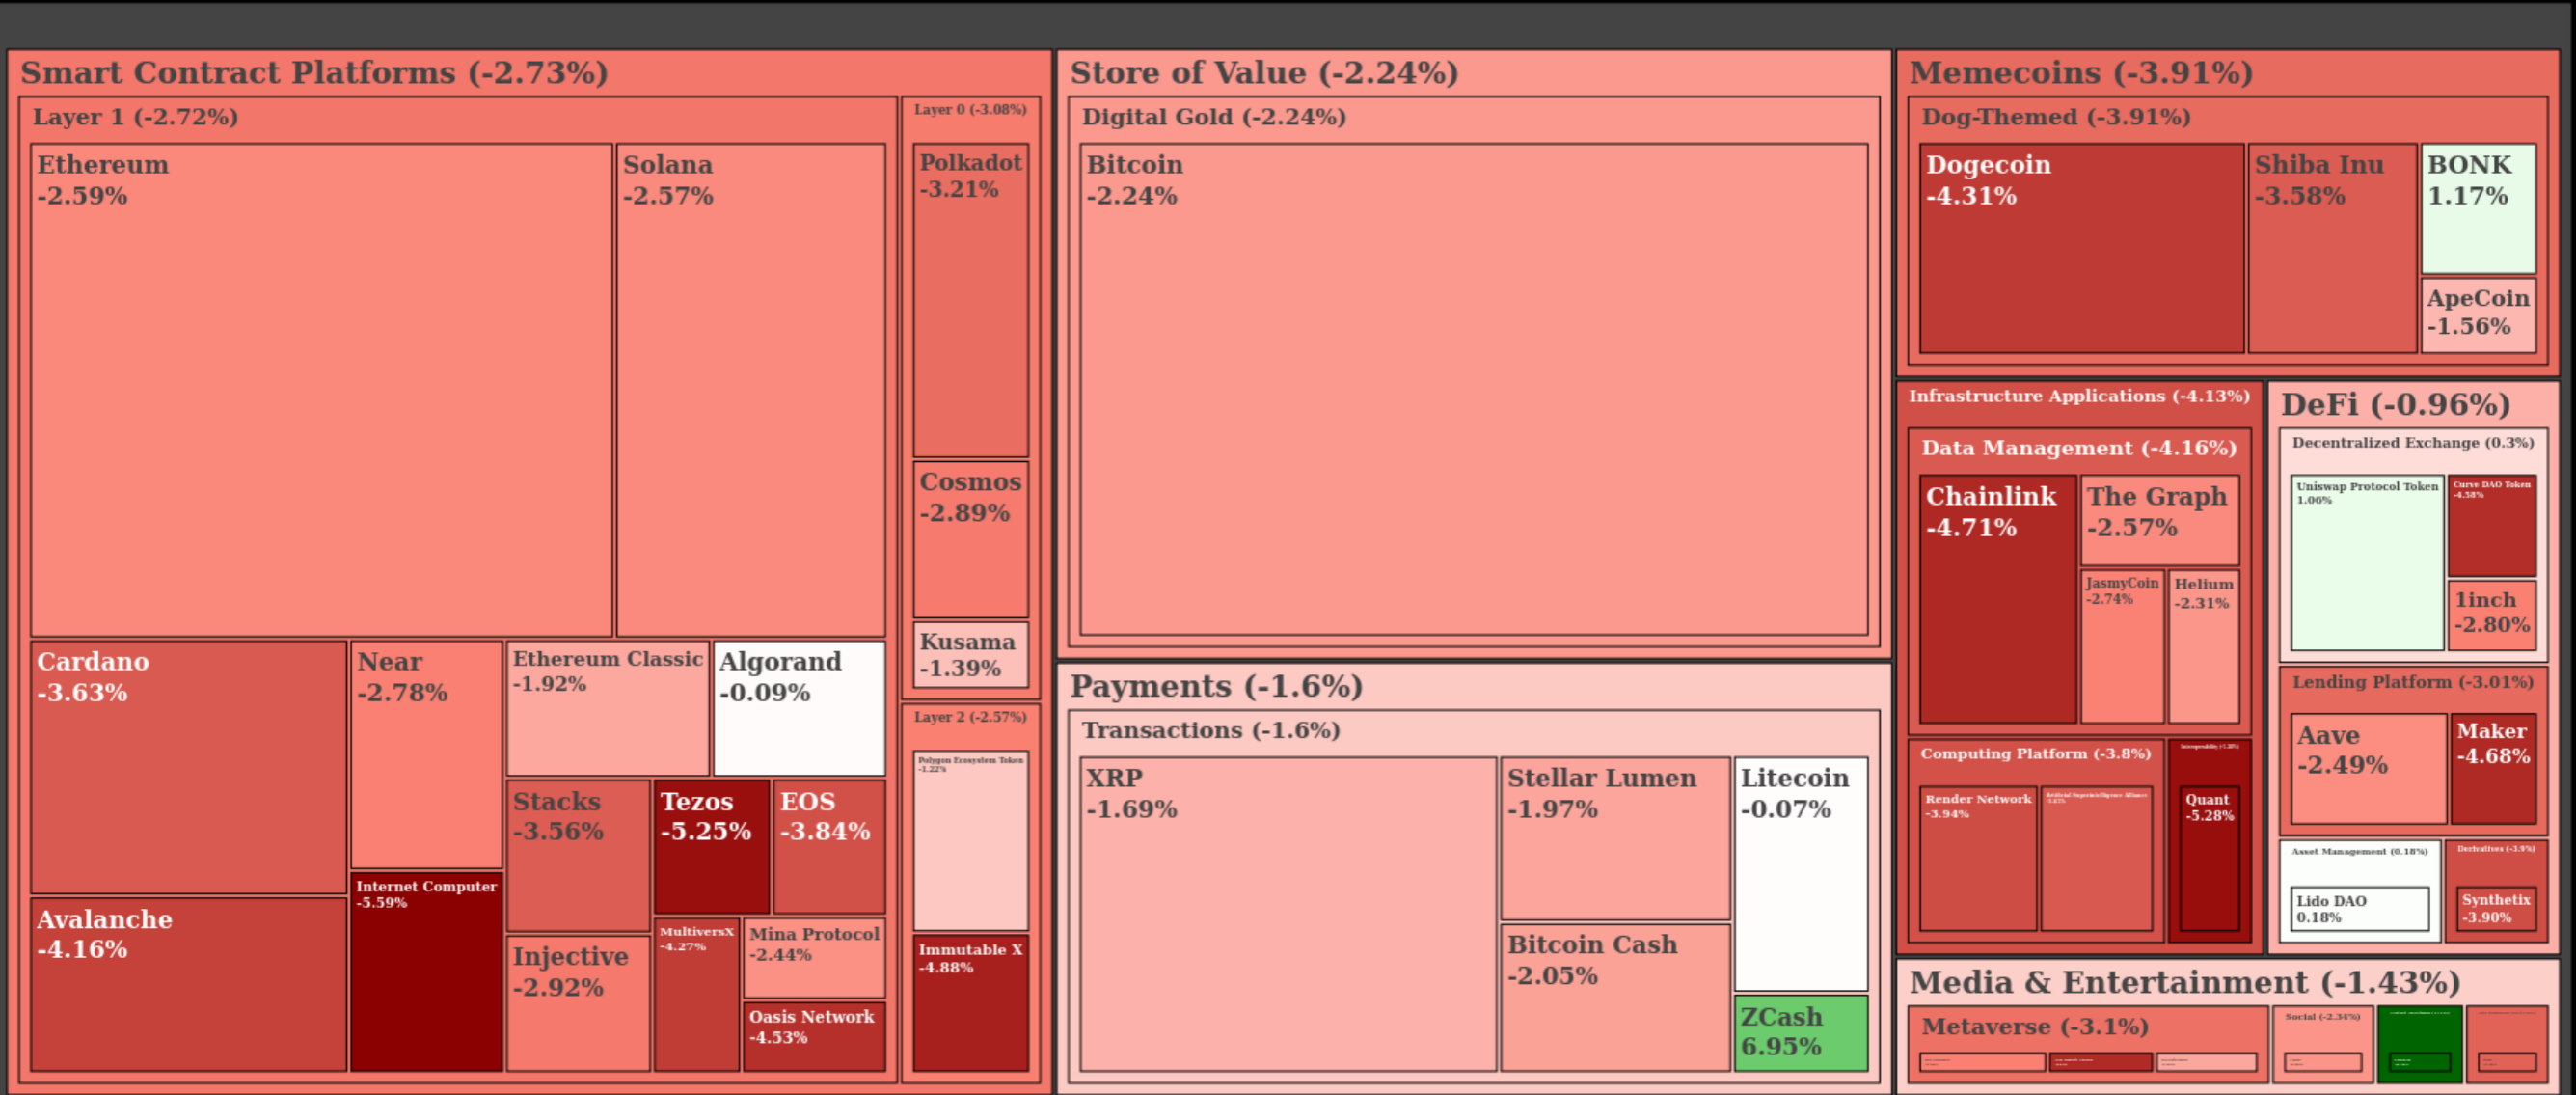 Smart Contract Platforms (-2.73%)
Layer 1 (-2.72%)
Ethereum
-2.59%
Solana
-2.57%
Cardano
-3.63%
Avalanche
-4.16%
Near
-2.78%
Internet Computer
-5.59%
Ethereum Classic
-1.92%
Algorand
-0.09%
Stacks
-3.56%
Injective
-2.92%
Tezos
-5.25%
EOS
-3.84%
MultiversX
-4.27%
Mina Protocol
-2.44%
Oasis Network
-4.53%
Layer 0 (-3.08%)
Polkadot
-3.21%
Cosmos
-2.89%
Kusama
-1.39%
Layer 2 (-2.57%)
Polygon Ecosystem Token
-1.22%
Immutable X
-4.88%
Store of Value (-2.24%)
Digital Gold (-2.24%)
Bitcoin
-2.24%
Payments (-1.6%)
Transactions (-1.6%)
XRP
-1.69%
Stellar Lumen
-1.97%
Bitcoin Cash
-2.05%
Litecoin
-0.07%
ZCash
6.95%
Memecoins (-3.91%)
Dog-Themed (-3.91%)
Dogecoin
-4.31%
Shiba Inu
-3.58%
BONK
1.17%
ApeCoin
-1.56%
Infrastructure Applications (-4.13%)
Data Management (-4.16%)
Chainlink
-4.71%
The Graph
-2.57%
JasmyCoin
-2.74%
Helium
-2.31%
Computing Platform (-3.8%)
Render Network
-3.94%
Artificial Superintelligence Alliance
Quant
-5.28%
DeFi (-0.96%)
Decentralized Exchange (0.3%)
Uniswap Protocol Token
1.06%
Curve DAO Token
-4.58%
1inch
-2.80%
Lending Platform (-3.01%)
Aave
-2.49%
Maker
-4.68%
Asset Management (0.18%)
Lido DAO
0.18%
Derivatives (-3.9%)
Synthetix
-3.90%
Media & Entertainment (-1.43%)
Metaverse (-3.1%)
Social (-2.34%)